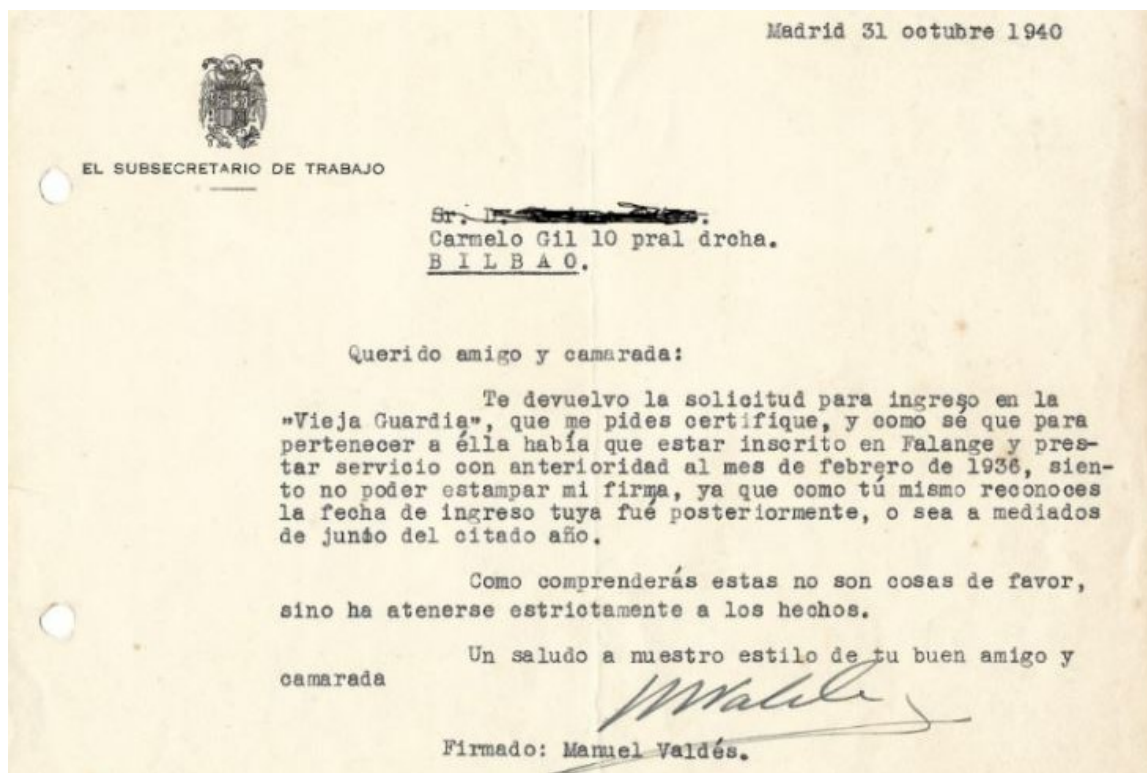 Madrid 31 octubre 1940
EL SUBSECRETARIO DE TRABAJO
Sr. D.
Carmelo Gil 10 pral drcha.
B I L B A O.
Querido amigo y camarada:
Te devuelvo la solicitud para ingreso en la
"Vieja Guardia", que me pides certifique, y como sé que para
pertenecer a élla había que estar inscrito en Falange y pres-
tar servicio con anterioridad al mes de febrero de 1936, sien-
to no poder estampar mi firma, ya que como tú mismo reconoces
la fecha de ingreso tuya fué posteriormente, o sea a mediados
de junio del citado año.
Como comprenderás estas no son cosas de favor,
sino ha atenerse estrictamente a los hechos.
Un saludo a nuestro estilo de tu buen amigo y
camarada
MValdés
Firmado: Manuel Valdés.